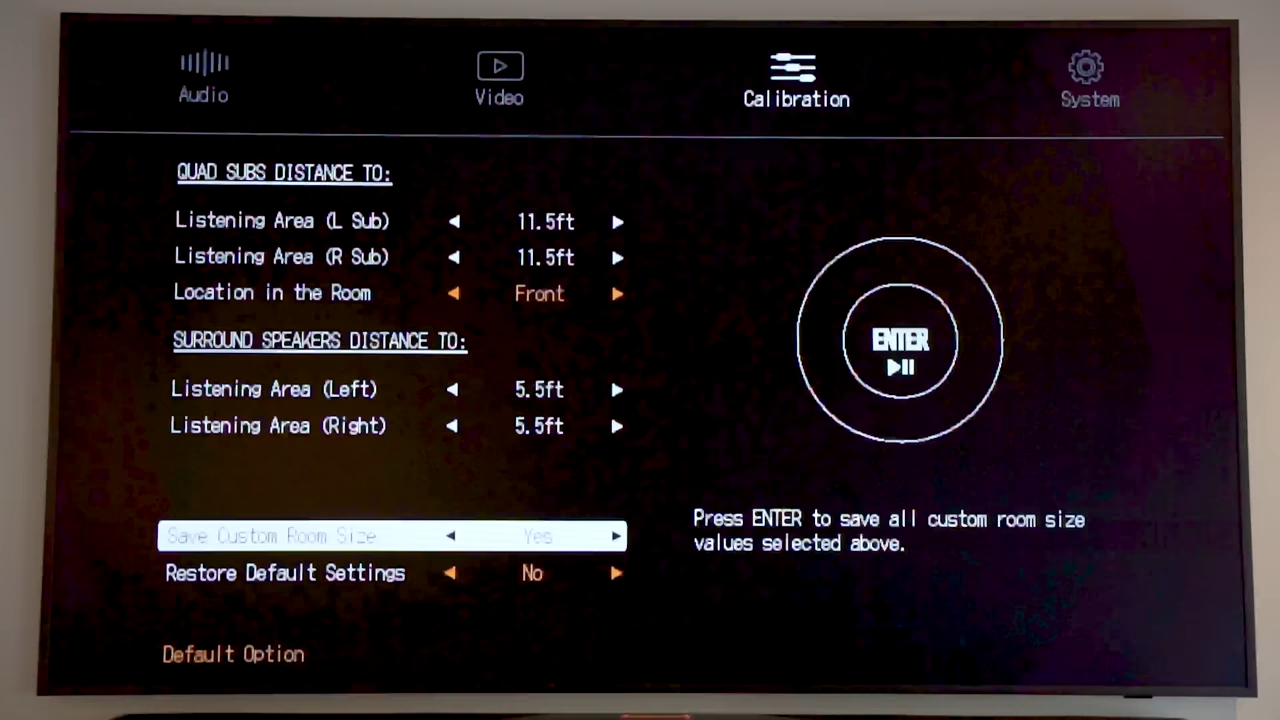 Audio
Video
Calibration
System
QUAD SUBS DISTANCE TO:
Listening Area (L Sub) 11.5ft
Listening Area (R Sub) 11.5ft
Location in the Room Front
SURROUND SPEAKERS DISTANCE TO:
Listening Area (Left) 5.5ft
Listening Area (Right) 5.5ft
Save Custom Room Size Yes
Restore Default Settings No
Default Option
ENTER
Press ENTER to save all custom room size
values selected above.